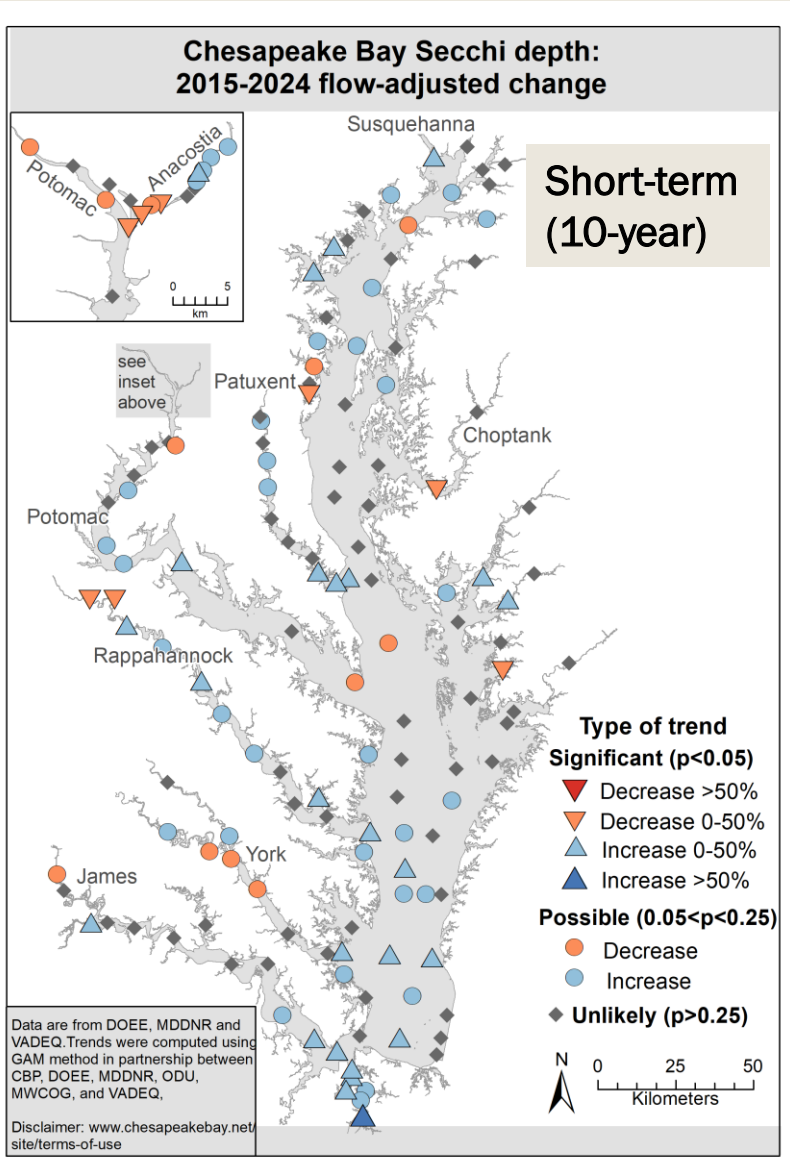 Chesapeake Bay Secchi depth:
2015-2024 flow-adjusted change
Susquehanna
Short-term
(10-year)
Anacostia
Potomac
0 5
km
see
inset
above
Patuxent
Choptank
Potomac
Rappahannock
York
James
Type of trend
Significant (p<0.05)
Decrease >50%
Decrease 0-50%
Increase 0-50%
Increase >50%
Possible (0.05<p<0.25)
Decrease
Increase
Unlikely (p>0.25)
Data are from DOEE, MDDNR and
VADEQ.Trends were computed using
GAM method in partnership between
CBP, DOEE, MDDNR, ODU,
MWCOG, and VADEQ,
Disclaimer: www.chesapeakebay.net/
site/terms-of-use
N
0 25 50
Kilometers